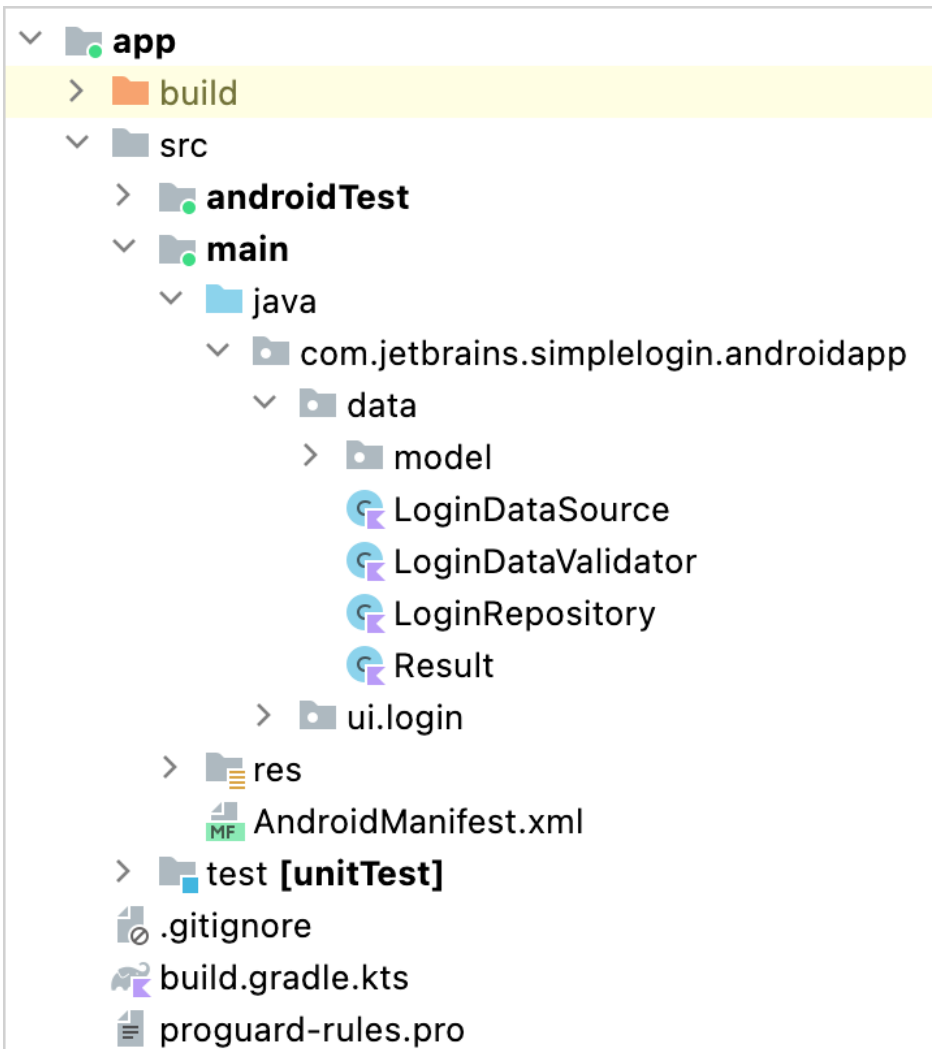 app
build
src
androidTest
main
java
com.jetbrains.simplelogin.androidapp
data
model
LoginDataSource
LoginDataValidator
LoginRepository
Result
ui.login
res
AndroidManifest.xml
test [unitTest]
.gitignore
build.gradle.kts
proguard-rules.pro